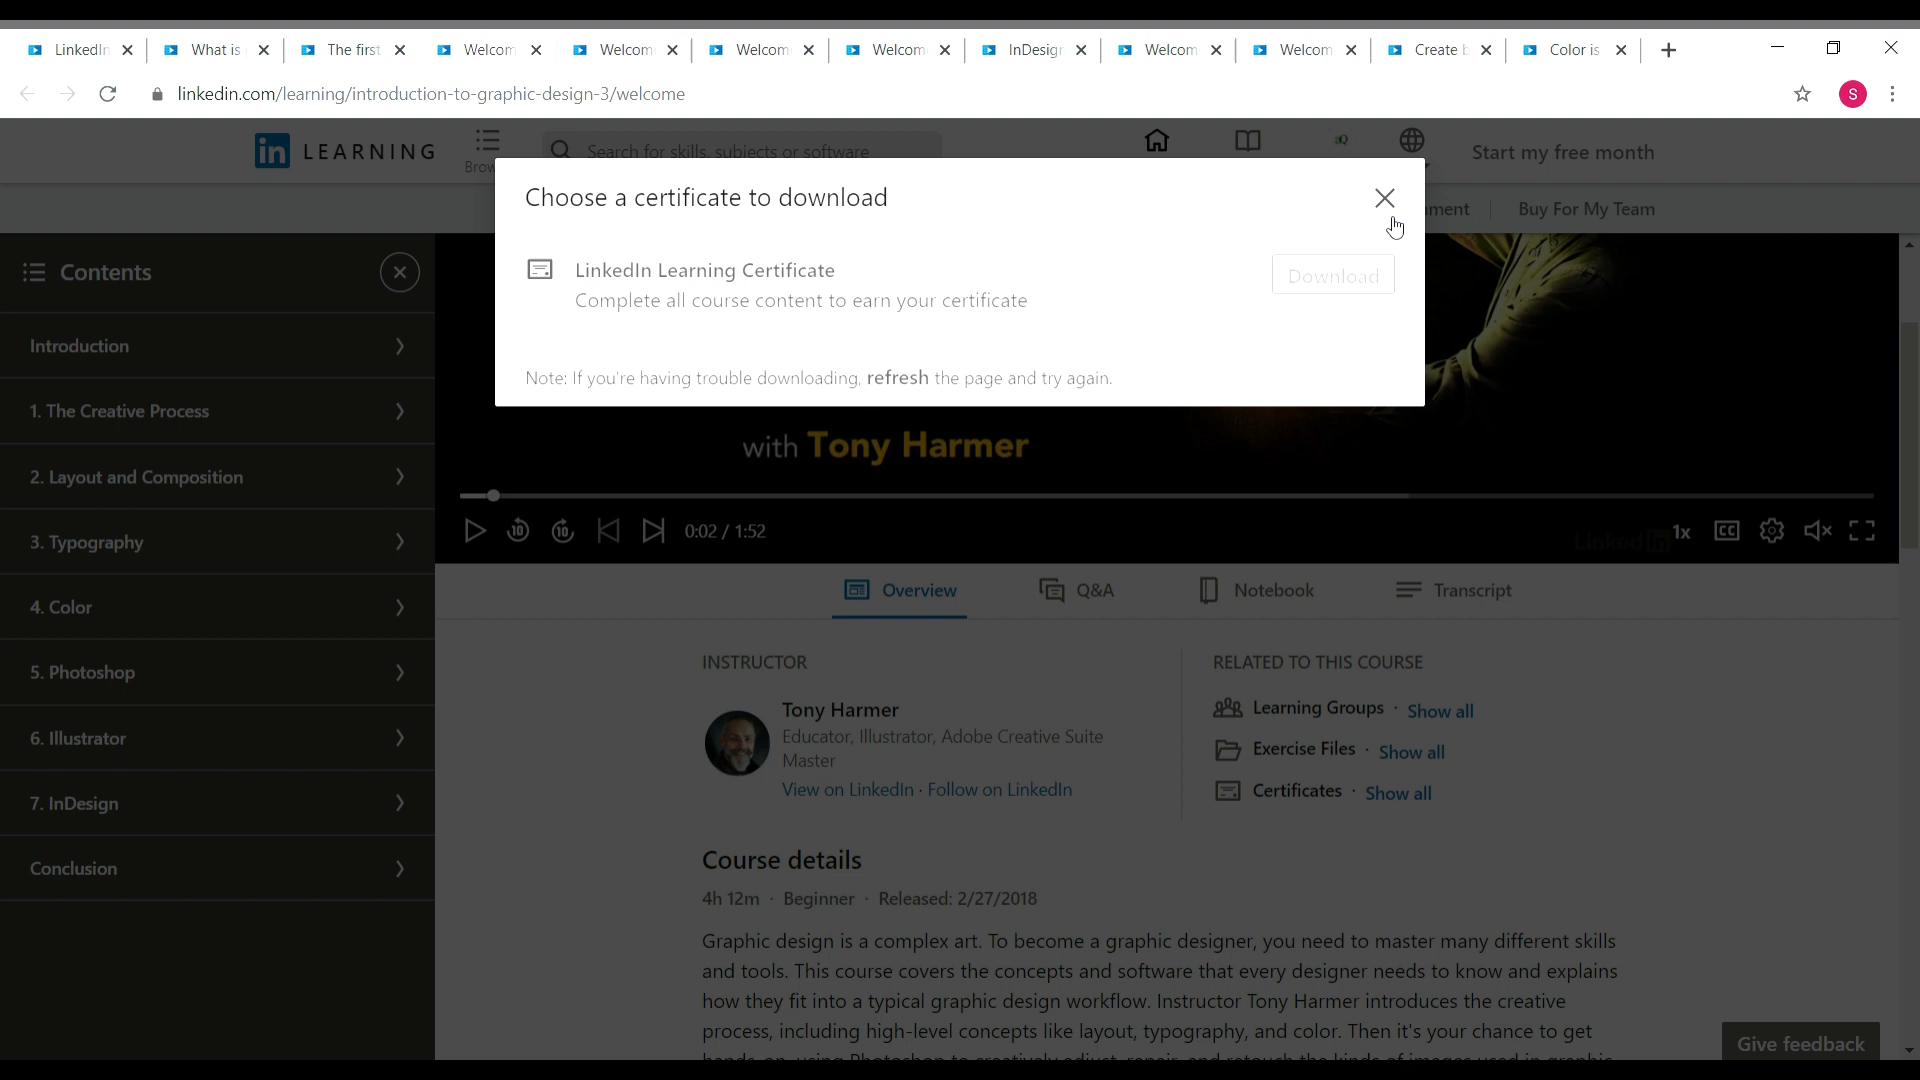 LinkedIn
What is
The first
Welcom
Welcom
Welcom
Welcom
InDesign
Welcom
Welcom
Create
Color is
linkedin.com/learning/introduction-to-graphic-design-3/welcome
S
in LEARNING
Brow
Search for skills, subjects or software
Start my free month
Buy For My Team
Choose a certificate to download
LinkedIn Learning Certificate
Complete all course content to earn your certificate
Download
Note: If you're having trouble downloading, refresh the page and try again.
Contents
Introduction
1. The Creative Process
2. Layout and Composition
3. Typography
4. Color
5. Photoshop
6. Illustrator
7. InDesign
Conclusion
with Tony Harmer
10
10
0:02 / 1:52
Linked in
1x
CC
Overview
Q&A
Notebook
Transcript
INSTRUCTOR
Tony Harmer
Educator, Illustrator, Adobe Creative Suite
Master
View on LinkedIn · Follow on LinkedIn
RELATED TO THIS COURSE
Learning Groups · Show all
Exercise Files · Show all
Certificates · Show all
Course details
4h 12m · Beginner · Released: 2/27/2018
Graphic design is a complex art. To become a graphic designer, you need to master many different skills
and tools. This course covers the concepts and software that every designer needs to know and explains
how they fit into a typical graphic design workflow. Instructor Tony Harmer introduces the creative
process, including high-level concepts like layout, typography, and color. Then it's your chance to get
Give feedback